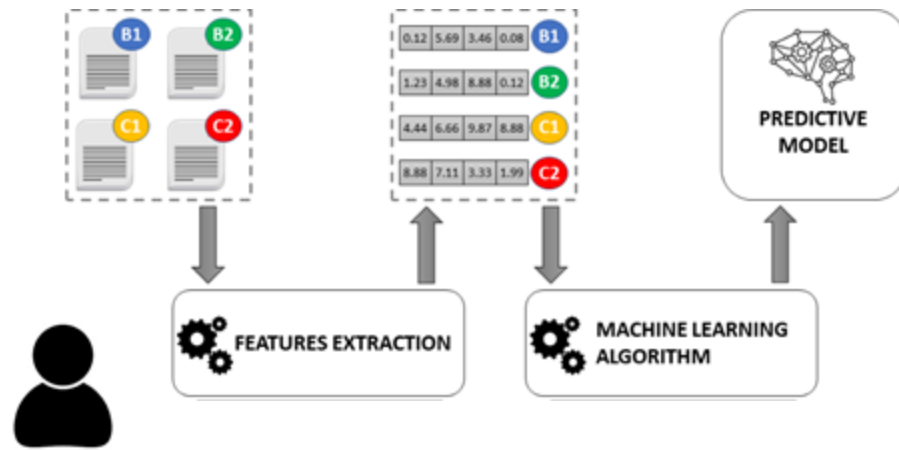 B1
B2
C1
C2
0.12 5.69 3.46 0.08 B1
1.23 4.98 8.88 0.12 B2
4.44 6.66 9.87 8.88 C1
8.88 7.11 3.33 1.99 C2
PREDICTIVE
MODEL
FEATURES EXTRACTION
MACHINE LEARNING
ALGORITHM